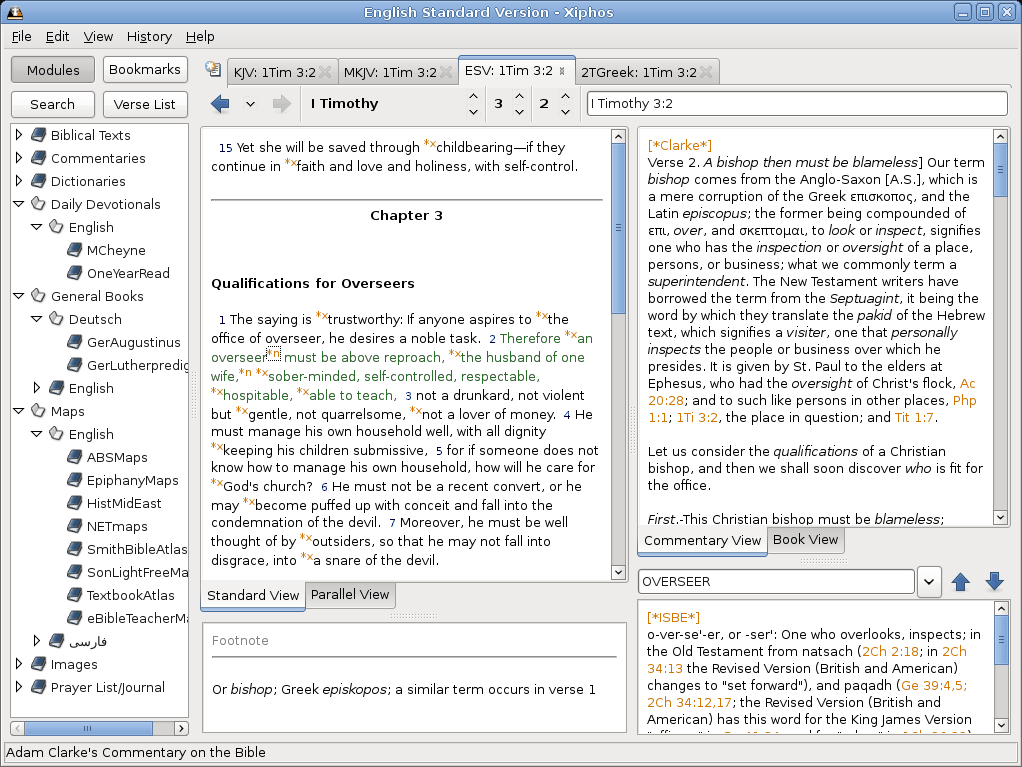 English Standard Version - Xiphos
File Edit View History Help
Modules Bookmarks
Search Verse List
Biblical Texts
Commentaries
Dictionaries
Daily Devotionals
English
MCheyne
OneYearRead
General Books
Deutsch
GerAugustinus
GerLutherpredig
English
Maps
English
ABSMaps
EpiphanyMaps
HistMidEast
NETmaps
SmithBibleAtlas
SonLightFreeMa
TextbookAtlas
eBibleTeacherMa
فارسی
Images
Prayer List/Journal
KJV: 1Tim 3:2 MKJV: 1Tim 3:2 ESV: 1Tim 3:2 2TGreek: 1Tim 3:2
I Timothy 3 2 I Timothy 3:2
15 Yet she will be saved through *xchildbearing—if they
continue in *xfaith and love and holiness, with self-control.
Chapter 3
Qualifications for Overseers
1 The saying is *xtrustworthy: If anyone aspires to *xthe
office of overseer, he desires a noble task. 2 Therefore *xan
overseer*n must be above reproach, *xthe husband of one
wife,*n *xsober-minded, self-controlled, respectable,
*xhospitable, *xable to teach, 3 not a drunkard, not violent
but *xgentle, not quarrelsome, *xnot a lover of money. 4 He
must manage his own household well, with all dignity
*xkeeping his children submissive, 5 for if someone does not
know how to manage his own household, how will he care for
*xGod's church? 6 He must not be a recent convert, or he
may *xbecome puffed up with conceit and fall into the
condemnation of the devil. 7 Moreover, he must be well
thought of by *xoutsiders, so that he may not fall into
disgrace, into *xa snare of the devil.
Standard View Parallel View
Footnote
Or bishop; Greek episkopos; a similar term occurs in verse 1
[*Clarke*]
Verse 2. A bishop then must be blameless] Our term
bishop comes from the Anglo-Saxon [A.S.], which is
a mere corruption of the Greek επισκοπος, and the
Latin episcopus; the former being compounded of
επι, over, and σκεπτομαι, to look or inspect, signifies
one who has the inspection or oversight of a place,
persons, or business; what we commonly term a
superintendent. The New Testament writers have
borrowed the term from the Septuagint, it being the
word by which they translate the pakid of the Hebrew
text, which signifies a visiter, one that personally
inspects the people or business over which he
presides. It is given by St. Paul to the elders at
Ephesus, who had the oversight of Christ's flock, Ac
20:28; and to such like persons in other places, Php
1:1; 1Ti 3:2, the place in question; and Tit 1:7.
Let us consider the qualifications of a Christian
bishop, and then we shall soon discover who is fit for
the office.
First.-This Christian bishop must be blameless;
Commentary View Book View
OVERSEER
[*ISBE*]
o-ver-se'-er, or -ser': One who overlooks, inspects; in
the Old Testament from natsach (2Ch 2:18; in 2Ch
34:13 the Revised Version (British and American)
changes to "set forward"), and paqadh (Ge 39:4,5;
2Ch 34:12,17; the Revised Version (British and
American) has this word for the King James Version
Adam Clarke's Commentary on the Bible